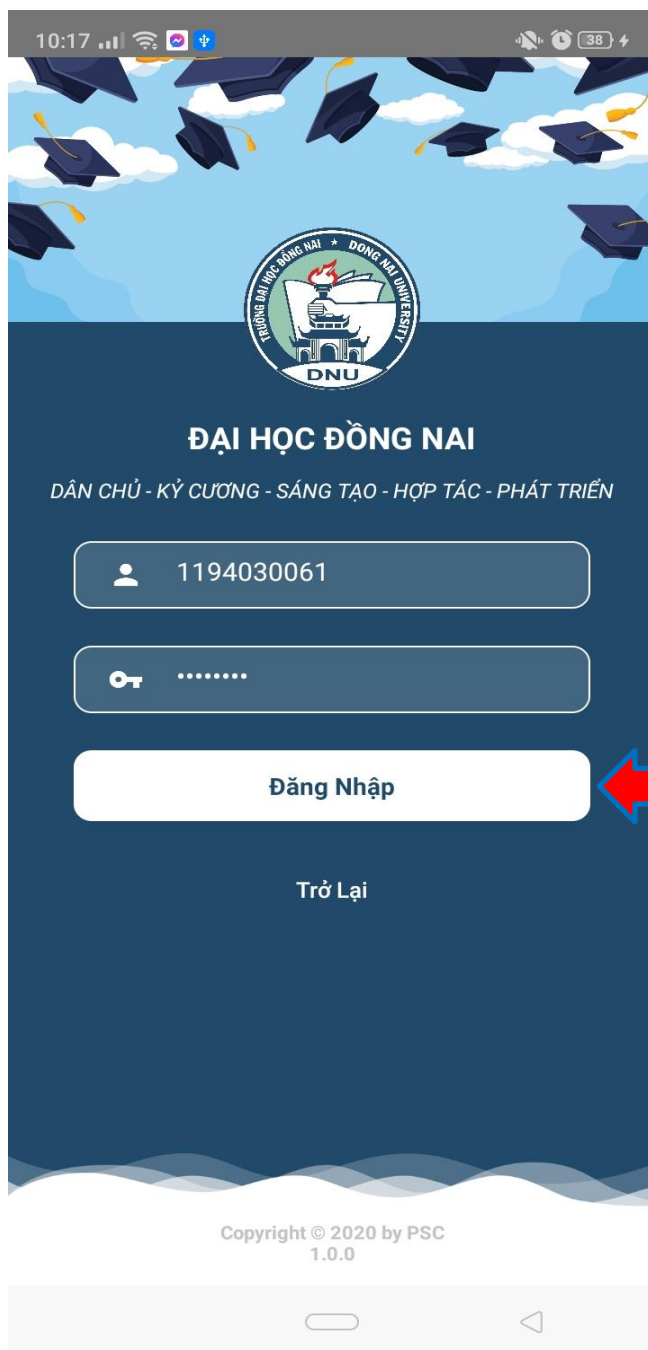 10:17
38
TRƯỜNG ĐẠI HỌC ĐỒNG NAI ★ DONG NAI UNIVERSITY
DNU
ĐẠI HỌC ĐỒNG NAI
DÂN CHỦ - KỶ CƯƠNG - SÁNG TẠO - HỢP TÁC - PHÁT TRIỂN
1194030061
••••••••
Đăng Nhập
Trở Lại
Copyright © 2020 by PSC
1.0.0